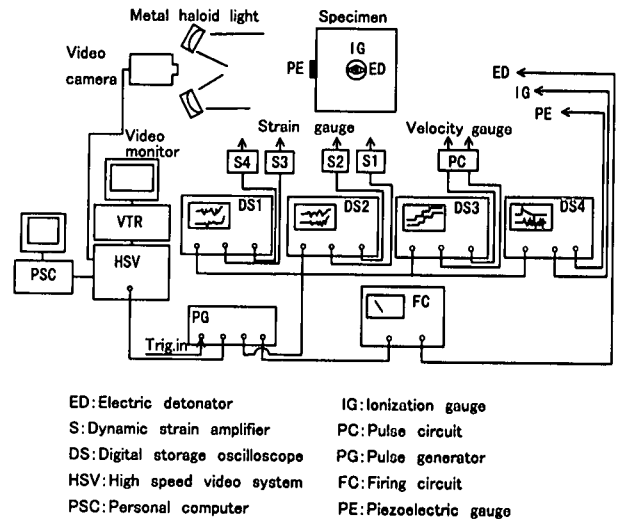 Metal haloid light
Specimen
Video
camera
IG
PE
ED
ED
IG
PE
Video
monitor
Strain gauge
Velocity gauge
S4
S3
S2
S1
PC
VTR
DS1
DS2
DS3
DS4
PSC
HSV
PG
FC
Trig.in
ED:Electric detonator
S:Dynamic strain amplifier
DS:Digital storage oscilloscope
HSV:High speed video system
PSC:Personal computer
IG:Ionization gauge
PC:Pulse circuit
PG:Pulse generator
FC:Firing circuit
PE:Piezoelectric gauge